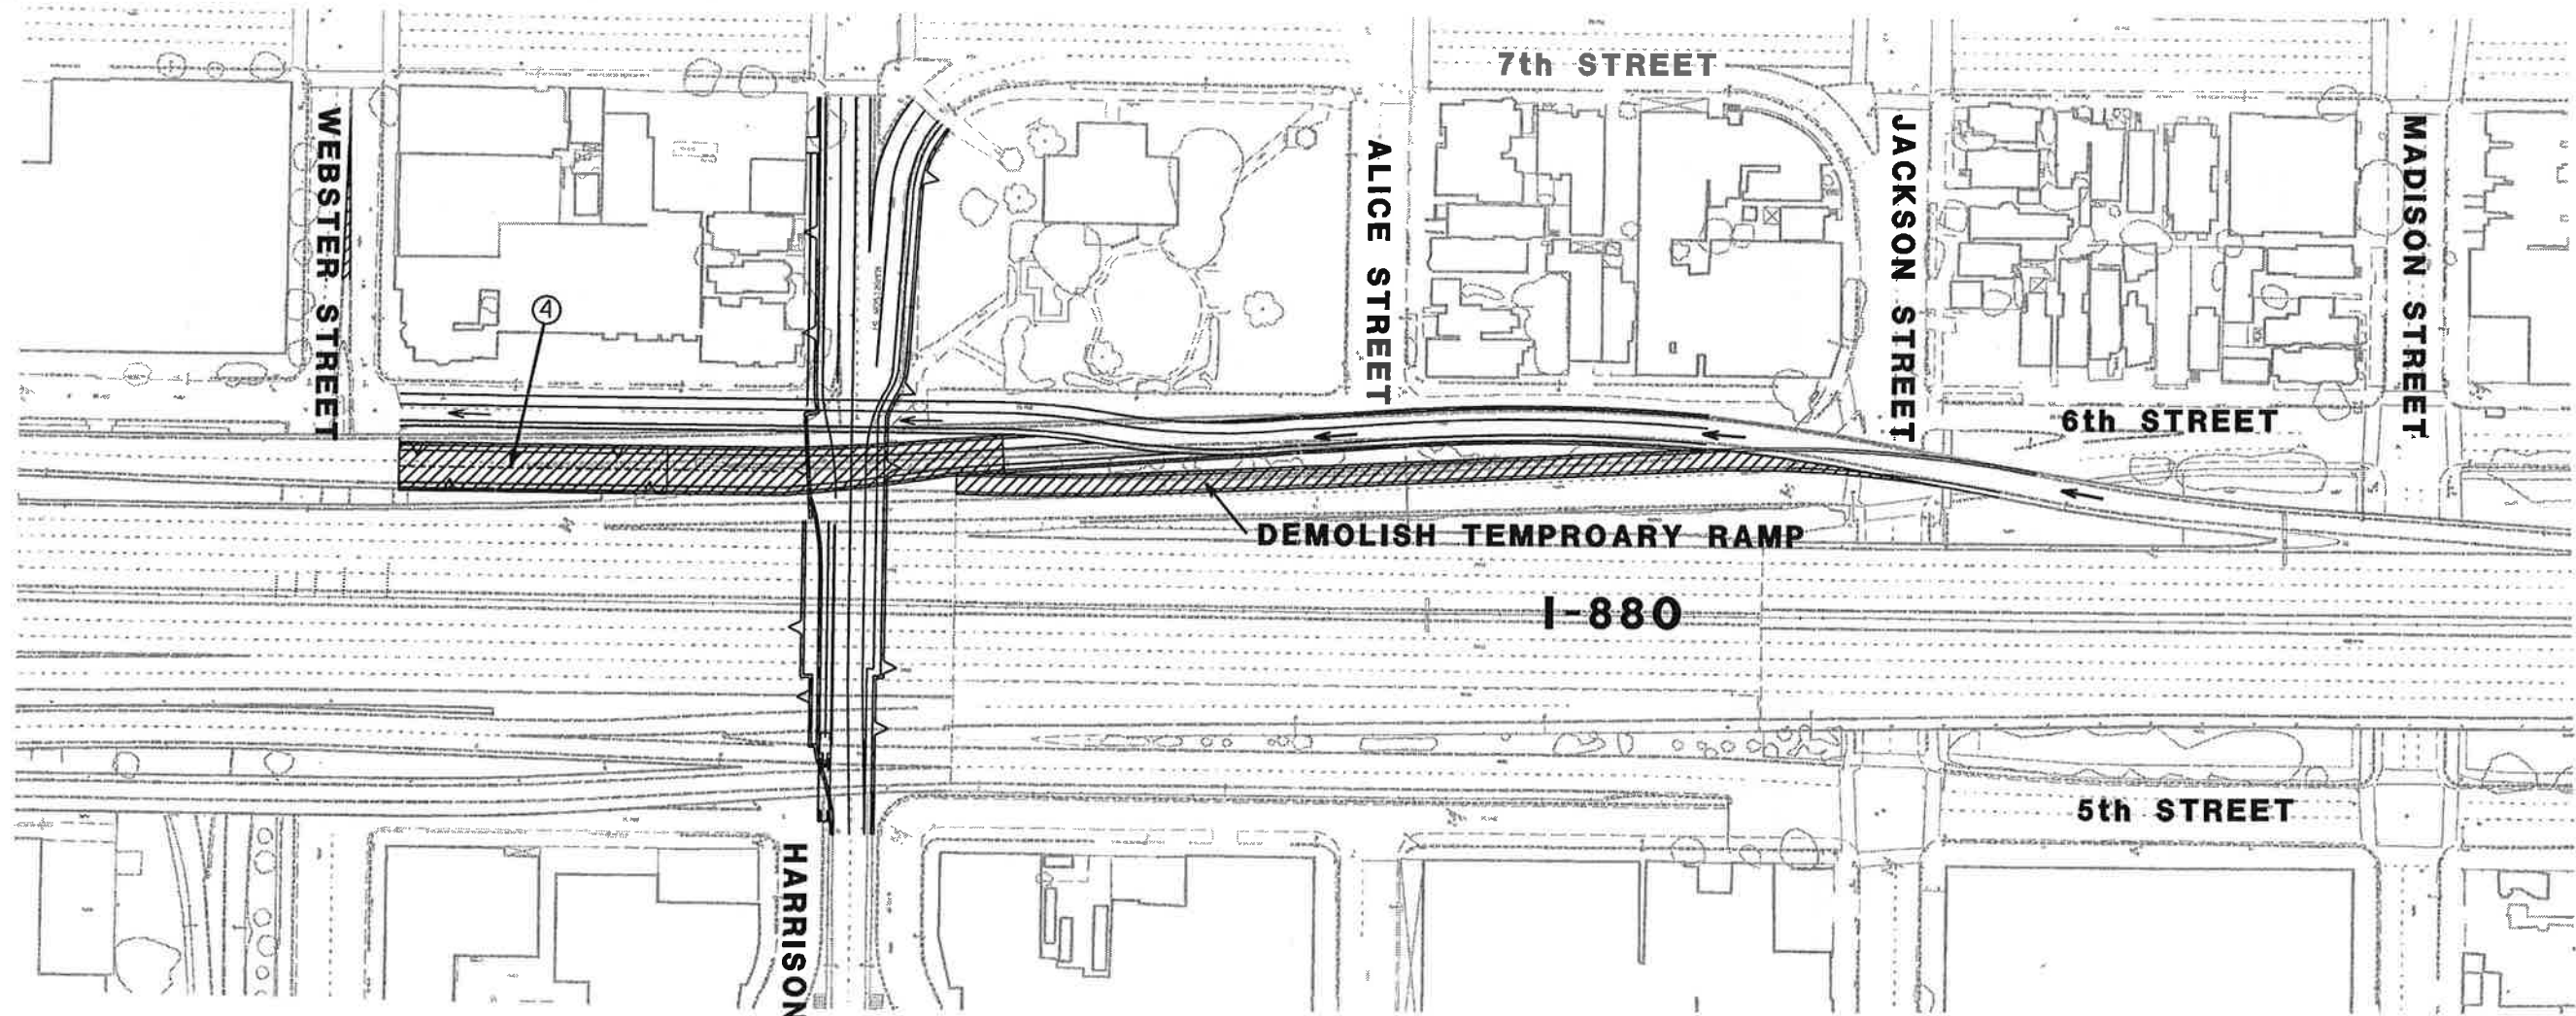 7th STREET
WEBSTER STREET
ALICE STREET
JACKSON STREET
MADISON STREET
4
6th STREET
DEMOLISH TEMPROARY RAMP
I-880
5th STREET
HARRISON